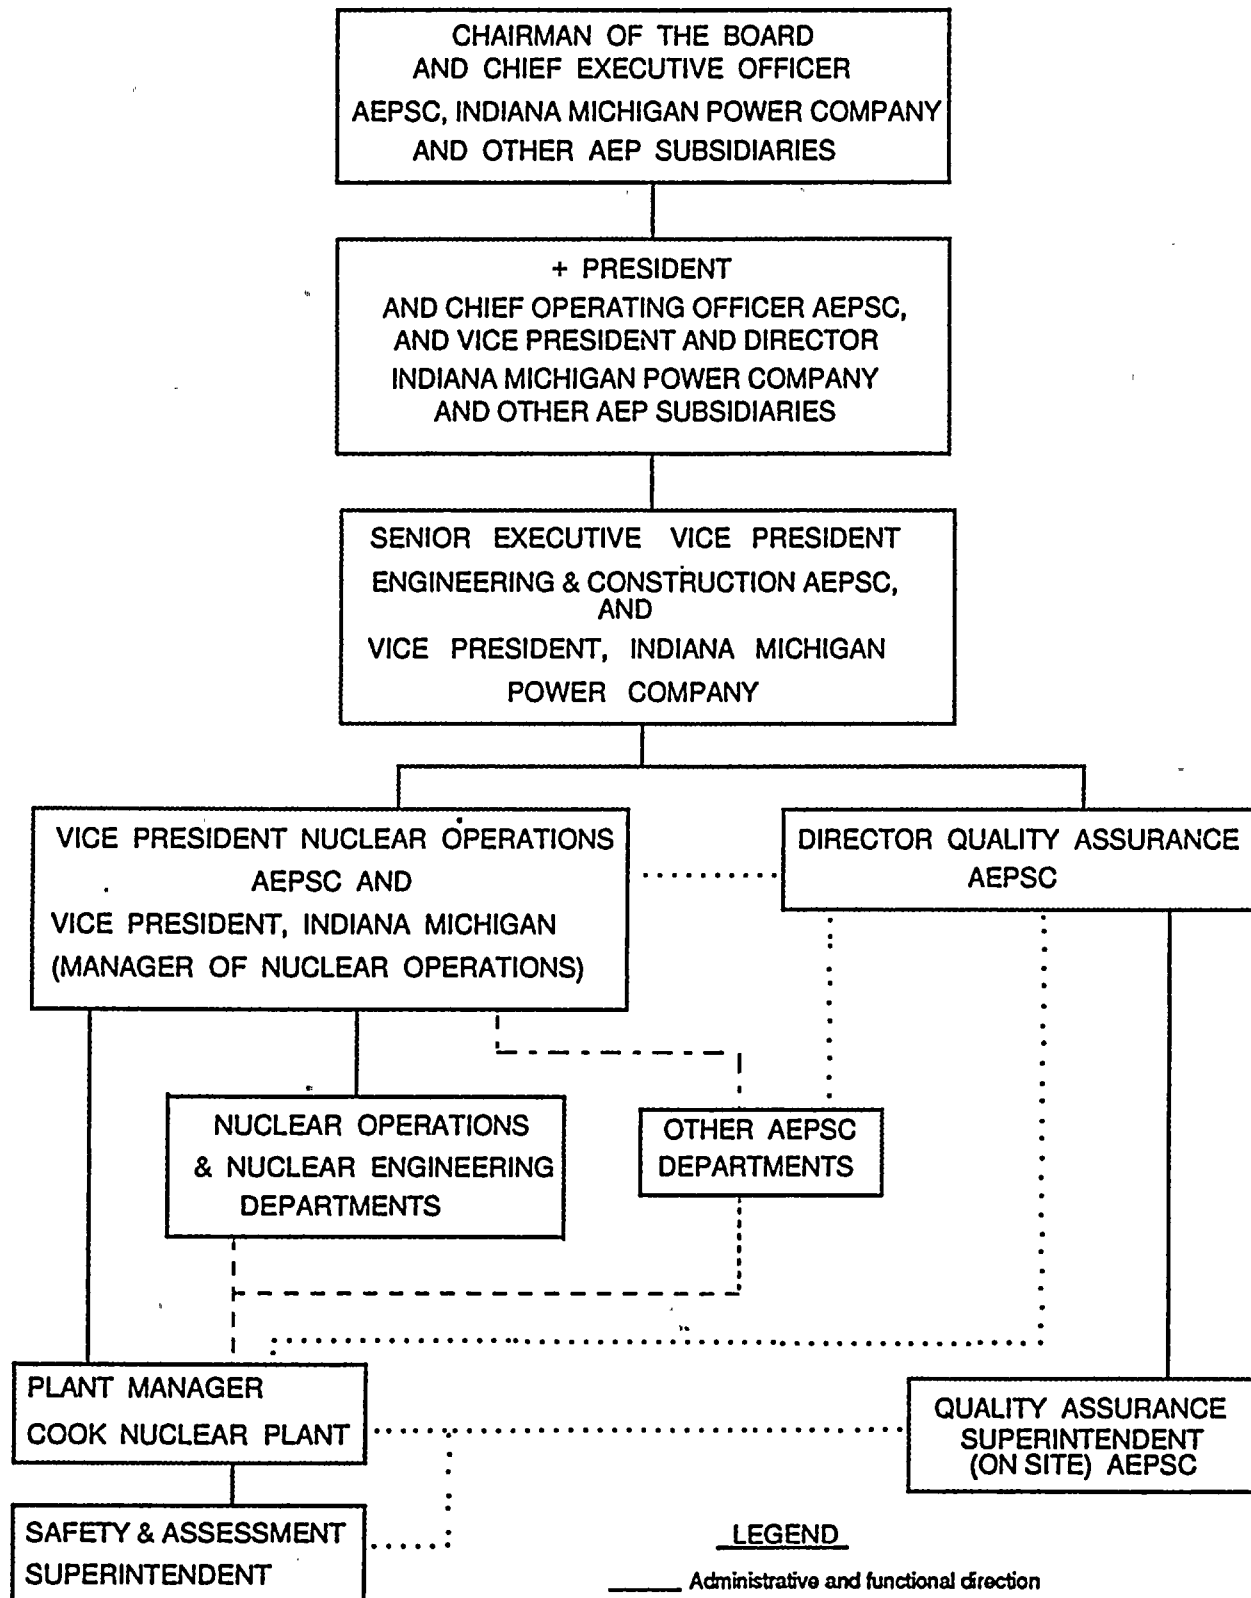 CHAIRMAN OF THE BOARD
AND CHIEF EXECUTIVE OFFICER
AEPSC, INDIANA MICHIGAN POWER COMPANY
AND OTHER AEP SUBSIDIARIES
+ PRESIDENT
AND CHIEF OPERATING OFFICER AEPSC,
AND VICE PRESIDENT AND DIRECTOR
INDIANA MICHIGAN POWER COMPANY
AND OTHER AEP SUBSIDIARIES
SENIOR EXECUTIVE VICE PRESIDENT
ENGINEERING & CONSTRUCTION AEPSC,
AND
VICE PRESIDENT, INDIANA MICHIGAN
POWER COMPANY
VICE PRESIDENT NUCLEAR OPERATIONS
AEPSC AND
VICE PRESIDENT, INDIANA MICHIGAN
(MANAGER OF NUCLEAR OPERATIONS)
DIRECTOR QUALITY ASSURANCE
AEPSC
NUCLEAR OPERATIONS
& NUCLEAR ENGINEERING
DEPARTMENTS
OTHER AEPSC
DEPARTMENTS
PLANT MANAGER
COOK NUCLEAR PLANT
QUALITY ASSURANCE
SUPERINTENDENT
(ON SITE) AEPSC
SAFETY & ASSESSMENT
SUPERINTENDENT
LEGEND
Administrative and functional direction